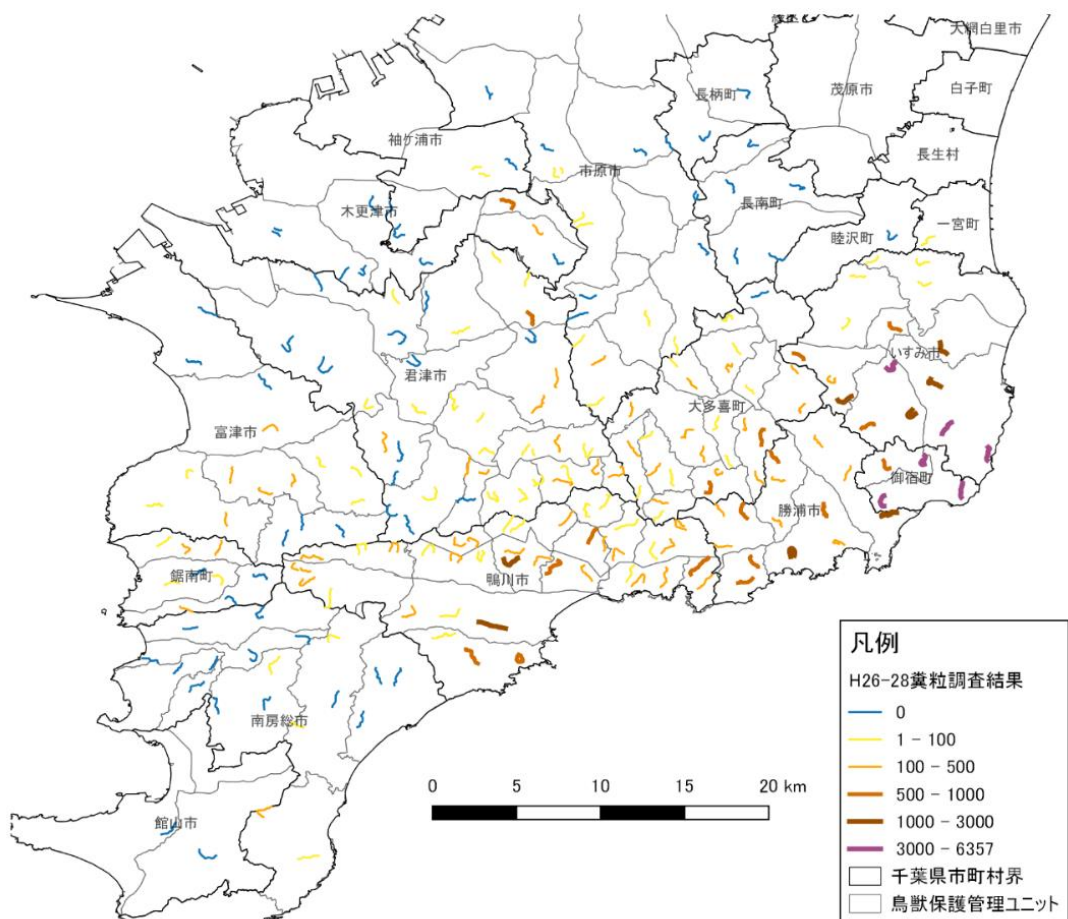 大網白里市
長柄町
茂原市
白子町
袖ケ浦市
長生村
市原市
木更津市
長南町
一宮町
睦沢町
いすみ市
君津市
大多喜町
富津市
御宿町
勝浦市
鋸南町
鴨川市
南房総市
館山市
0 5 10 15 20 km
凡例
H26-28糞粒調査結果
0
1 - 100
100 - 500
500 - 1000
1000 - 3000
3000 - 6357
千葉県市町村界
鳥獣保護管理ユニット